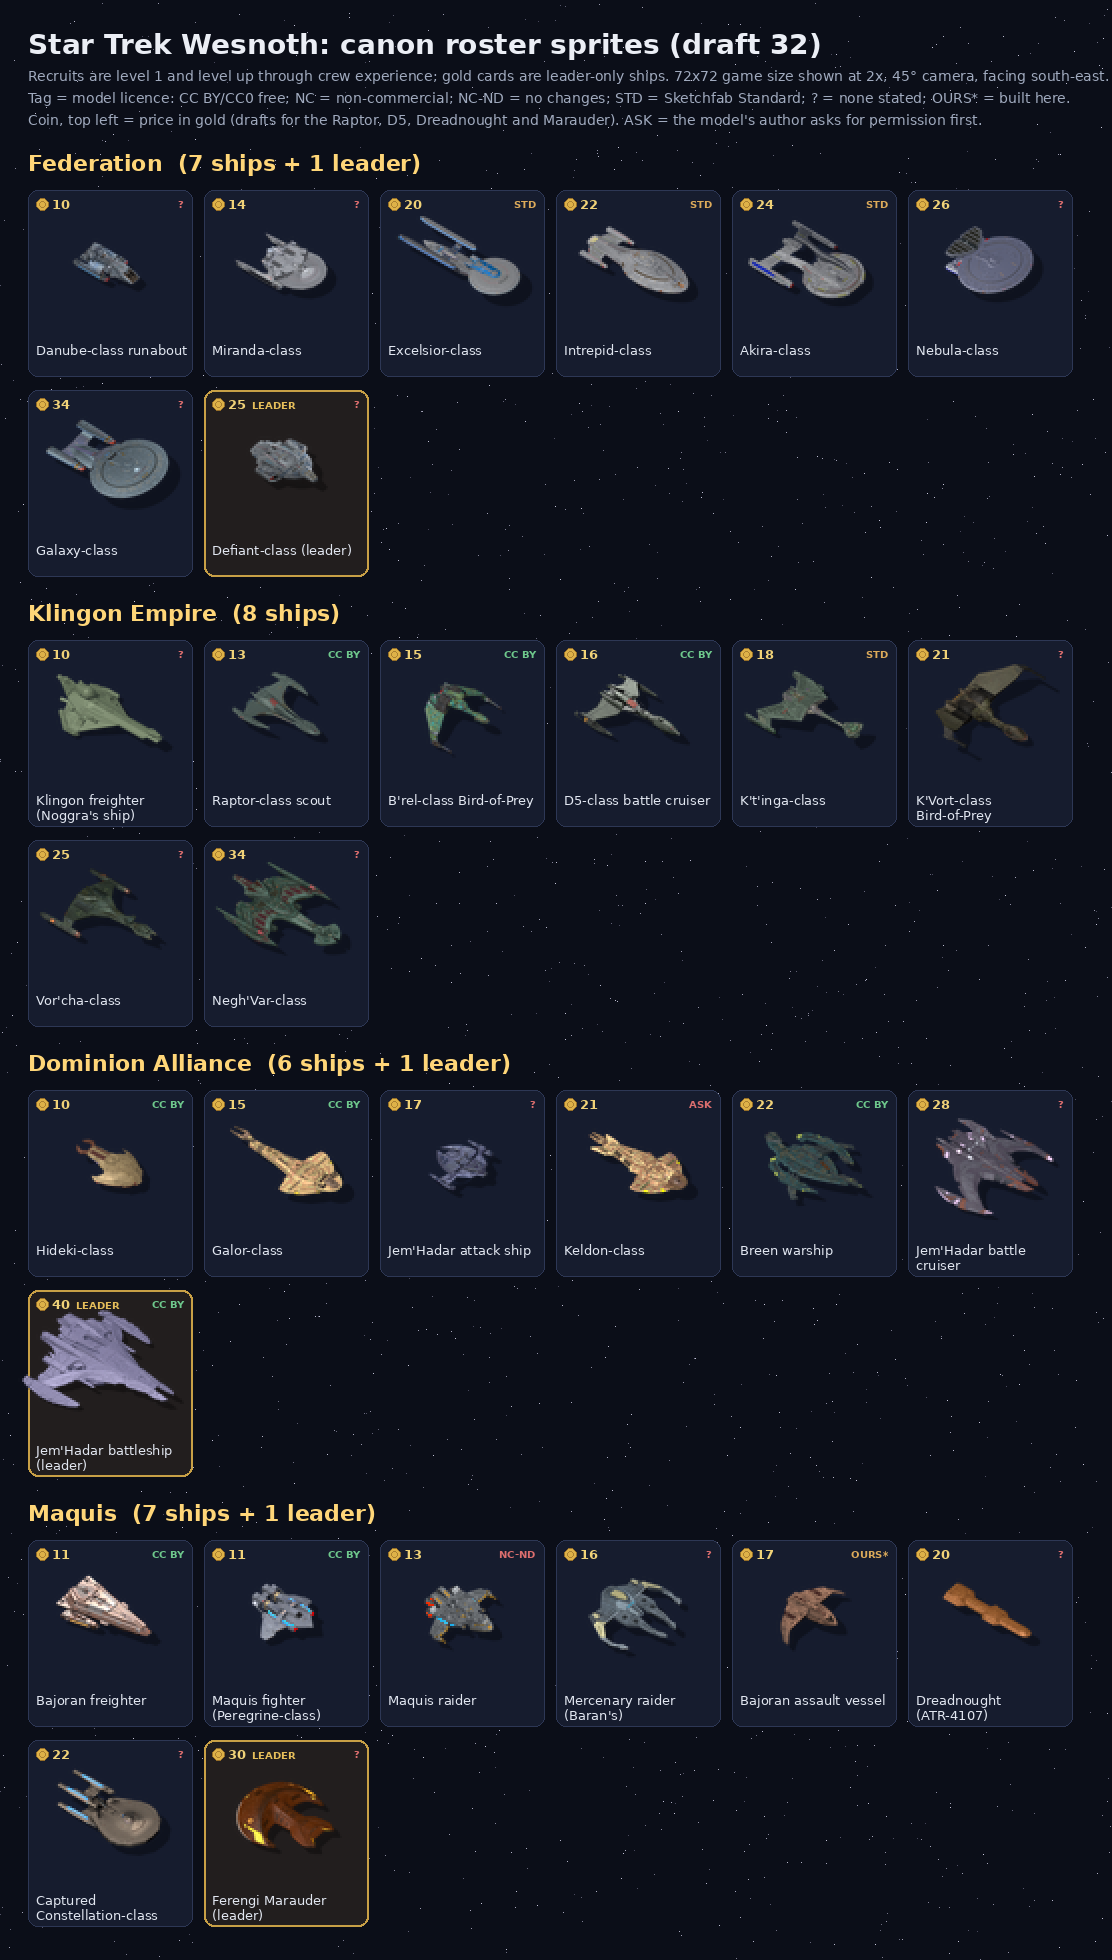 Star Trek Wesnoth: canon roster sprites (draft 32)
Recruits are level 1 and level up through crew experience; gold cards are leader-only ships. 72x72 game size shown at 2x, 45° camera, facing south-east.
Tag = model licence: CC BY/CC0 free; NC = non-commercial; NC-ND = no changes; STD = Sketchfab Standard; ? = none stated; OURS* = built here.
Coin, top left = price in gold (drafts for the Raptor, D5, Dreadnought and Marauder). ASK = the model's author asks for permission first.
Federation (7 ships + 1 leader)
10 ?
Danube-class runabout
14 ?
Miranda-class
20 STD
Excelsior-class
22 STD
Intrepid-class
24 STD
Akira-class
26 ?
Nebula-class
34 ?
Galaxy-class
25 LEADER ?
Defiant-class (leader)
Klingon Empire (8 ships)
10 ?
Klingon freighter
(Noggra's ship)
13 CC BY
Raptor-class scout
15 CC BY
B'rel-class Bird-of-Prey
16 CC BY
D5-class battle cruiser
18 STD
K't'inga-class
21 ?
K'Vort-class
Bird-of-Prey
25 ?
Vor'cha-class
34 ?
Negh'Var-class
Dominion Alliance (6 ships + 1 leader)
10 CC BY
Hideki-class
15 CC BY
Galor-class
17 ?
Jem'Hadar attack ship
21 ASK
Keldon-class
22 CC BY
Breen warship
28 ?
Jem'Hadar battle
cruiser
40 LEADER CC BY
Jem'Hadar battleship
(leader)
Maquis (7 ships + 1 leader)
11 CC BY
Bajoran freighter
11 CC BY
Maquis fighter
(Peregrine-class)
13 NC-ND
Maquis raider
16 ?
Mercenary raider
(Baran's)
17 OURS*
Bajoran assault vessel
20 ?
Dreadnought
(ATR-4107)
22 ?
Captured
Constellation-class
30 LEADER ?
Ferengi Marauder
(leader)